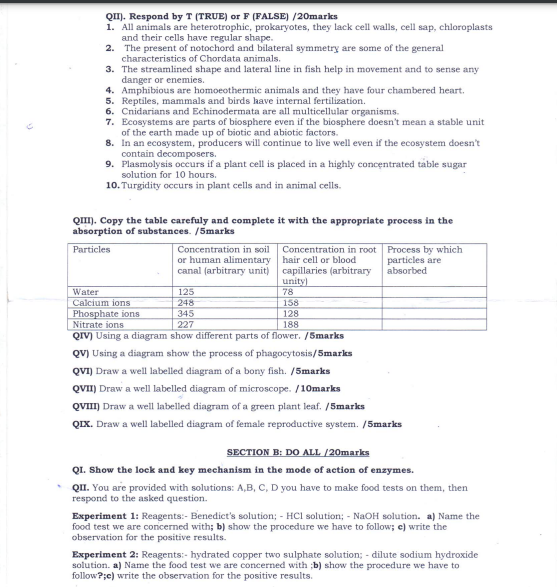 QII). Respond by T (TRUE) or F (FALSE) /20marks
1. All animals are heterotrophic, prokaryotes, they lack cell walls, cell sap, chloroplasts
and their cells have regular shape.
2. The present of notochord and bilateral symmetry are some of the general
characteristics of Chordata animals.
3. The streamlined shape and lateral line in fish help in movement and to sense any
danger or enemies.
4. Amphibious are homoeothermic animals and they have four chambered heart.
5. Reptiles, mammals and birds have internal fertilization.
6. Cnidarians and Echinodermata are all multicellular organisms.
7. Ecosystems are parts of biosphere even if the biosphere doesn't mean a stable unit
of the earth made up of biotic and abiotic factors.
8. In an ecosystem, producers will continue to live well even if the ecosystem doesn't
contain decomposers.
9. Plasmolysis occurs if a plant cell is placed in a highly concentrated table sugar
solution for 10 hours.
10. Turgidity occurs in plant cells and in animal cells.
QIII). Copy the table carefuly and complete it with the appropriate process in the
absorption of substances. /5marks
Particles Concentration in soil Concentration in root Process by which
or human alimentary hair cell or blood particles are
canal (arbitrary unit) capillaries (arbitrary absorbed
unity)
Water 125 78
Calcium ions 248 158
Phosphate ions 345 128
Nitrate ions 227 188
QIV) Using a diagram show different parts of flower. /5marks
QV) Using a diagram show the process of phagocytosis/5marks
QVI) Draw a well labelled diagram of a bony fish. /5marks
QVII) Draw a well labelled diagram of microscope. /10marks
QVIII) Draw a well labelled diagram of a green plant leaf. /5marks
QIX. Draw a well labelled diagram of female reproductive system. /5marks
SECTION B: DO ALL /20marks
QI. Show the lock and key mechanism in the mode of action of enzymes.
QII. You are provided with solutions: A,B, C, D you have to make food tests on them, then
respond to the asked question.
Experiment 1: Reagents:- Benedict's solution; - HCl solution; - NaOH solution. a) Name the
food test we are concerned with; b) show the procedure we have to follow; c) write the
observation for the positive results.
Experiment 2: Reagents:- hydrated copper two sulphate solution; - dilute sodium hydroxide
solution. a) Name the food test we are concerned with ;b) show the procedure we have to
follow?;c) write the observation for the positive results.